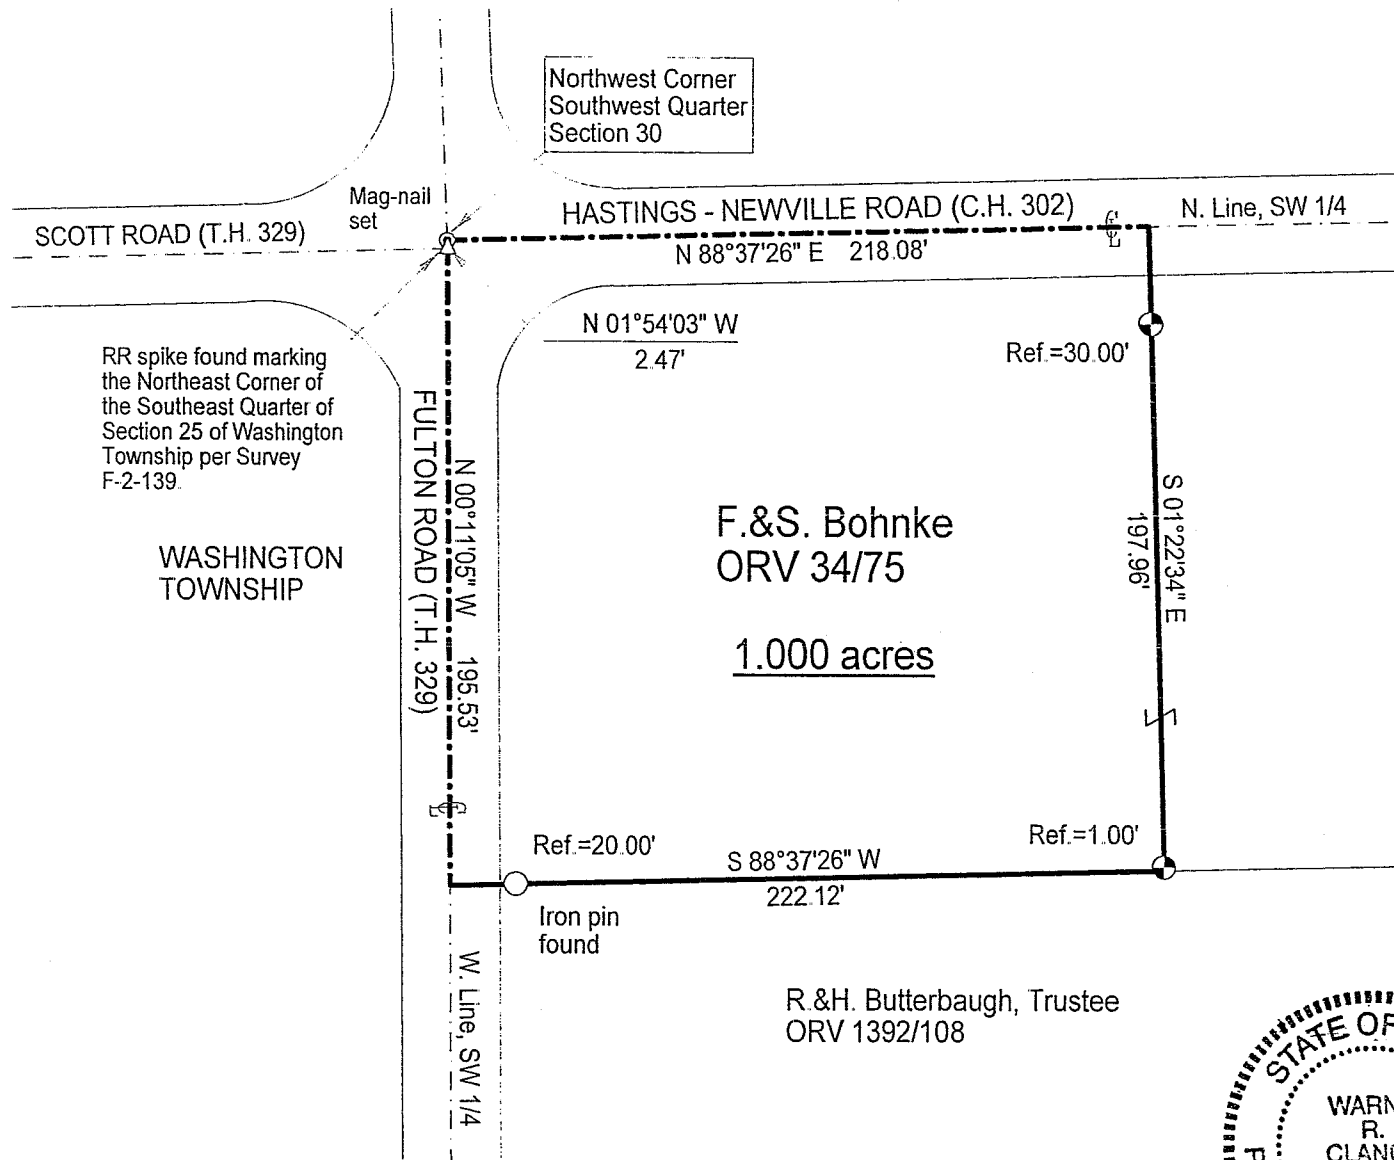 Northwest Corner
Southwest Quarter
Section 30
Mag-nail
set
HASTINGS - NEWVILLE ROAD (C.H. 302)
N. Line, SW 1/4
SCOTT ROAD (T.H. 329)
N 88°37'26" E 218.08'
N 01°54'03" W
2.47'
Ref.=30.00'
RR spike found marking
the Northeast Corner of
the Southeast Quarter of
Section 25 of Washington
Township per Survey
F-2-139.
FULTON ROAD (T.H. 329)
N 00°11'05" W 195.53'
S 01°22'34" E
197.96'
F.&S. Bohnke
ORV 34/75
WASHINGTON
TOWNSHIP
1.000 acres
Ref.=20.00'
Ref.=1.00'
S 88°37'26" W
222.12'
Iron pin
found
W. Line, SW 1/4
R.&H. Butterbaugh, Trustee
ORV 1392/108
STATE OF
WARN
R.
CLANC